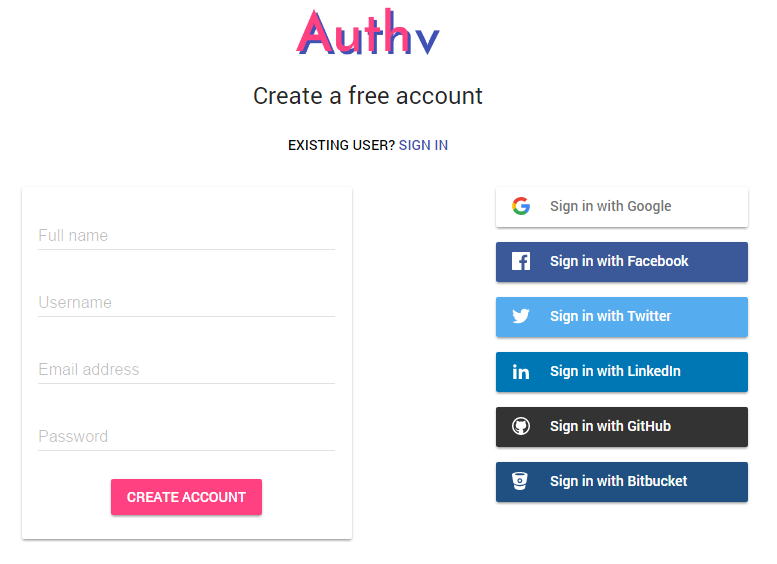 Authv
Create a free account
EXISTING USER? SIGN IN
Full name
Username
Email address
Password
CREATE ACCOUNT
Sign in with Google
Sign in with Facebook
Sign in with Twitter
Sign in with LinkedIn
Sign in with GitHub
Sign in with Bitbucket